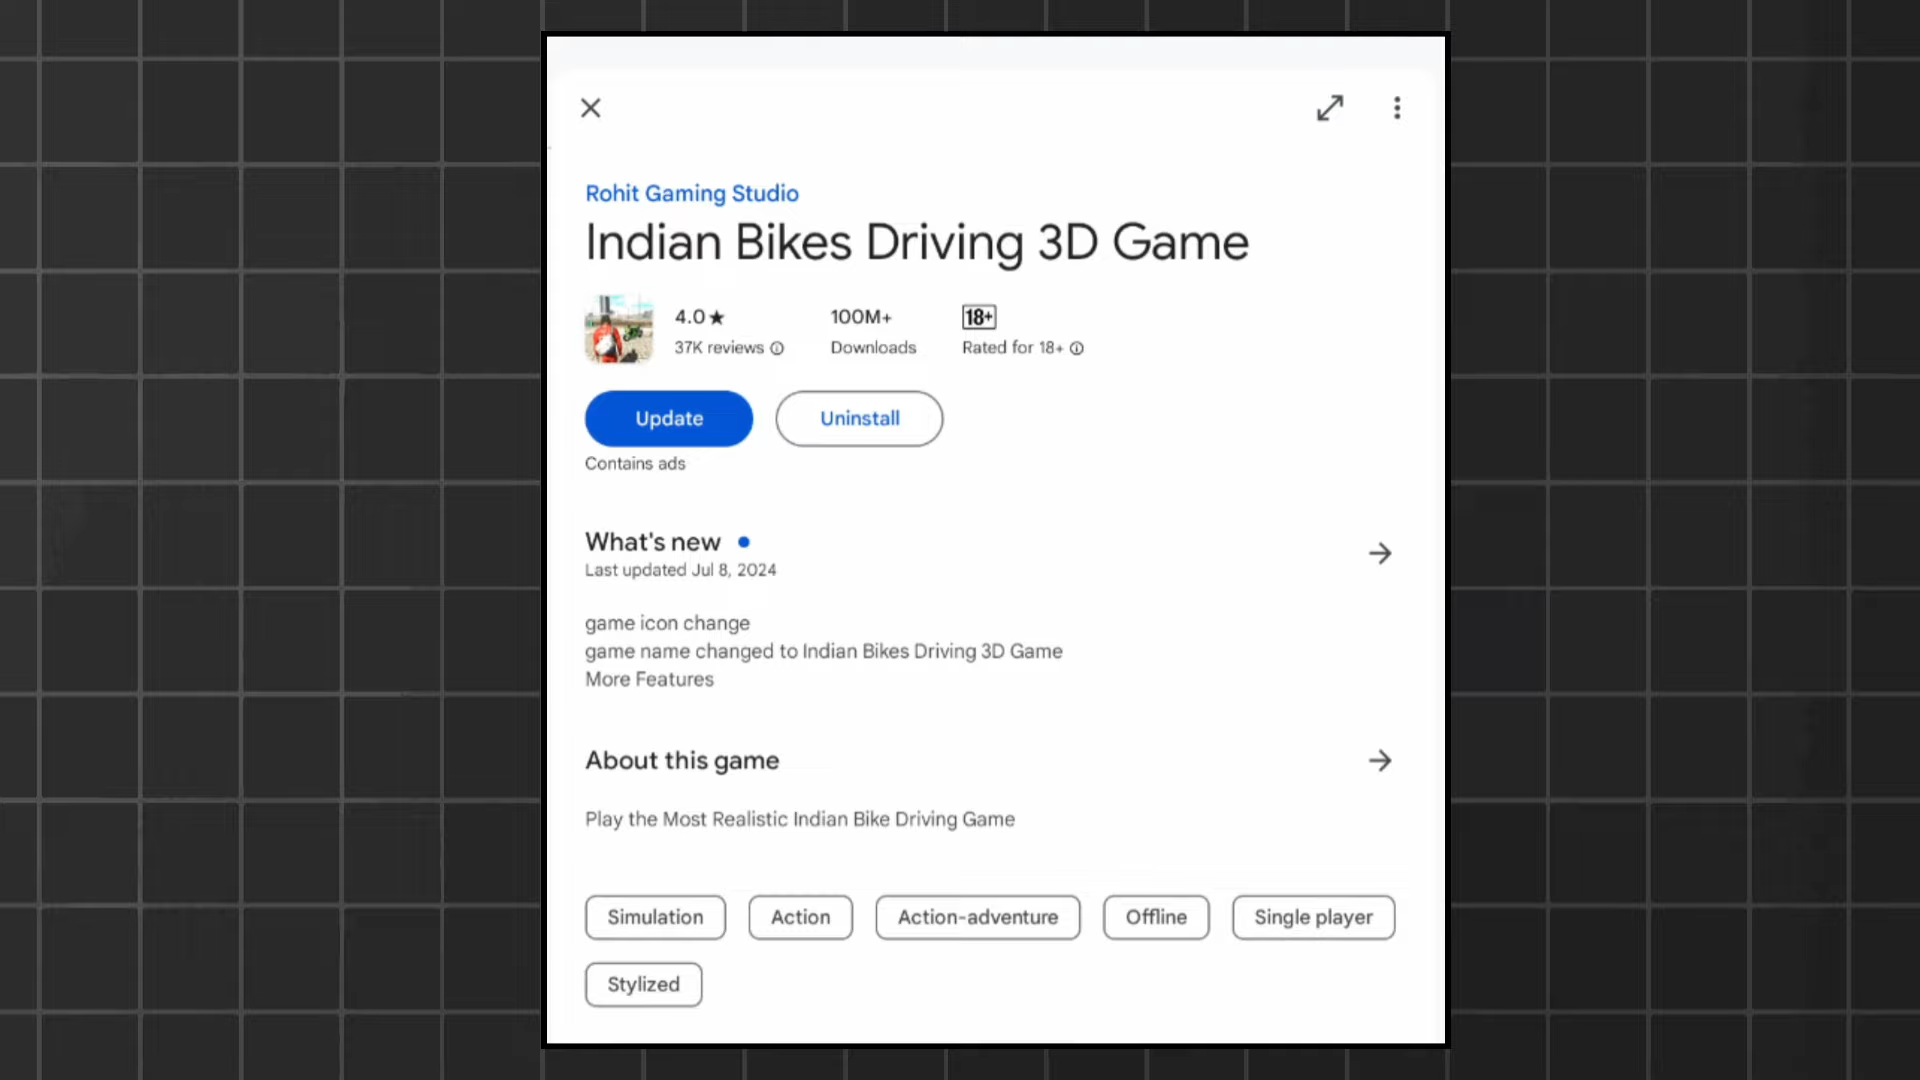 Rohit Gaming Studio
Indian Bikes Driving 3D Game
4.0★ 100M+ 18+
37K reviews Downloads Rated for 18+
Update Uninstall
Contains ads
What's new
Last updated Jul 8, 2024
game icon change
game name changed to Indian Bikes Driving 3D Game
More Features
About this game
Play the Most Realistic Indian Bike Driving Game
Simulation Action Action-adventure Offline Single player
Stylized